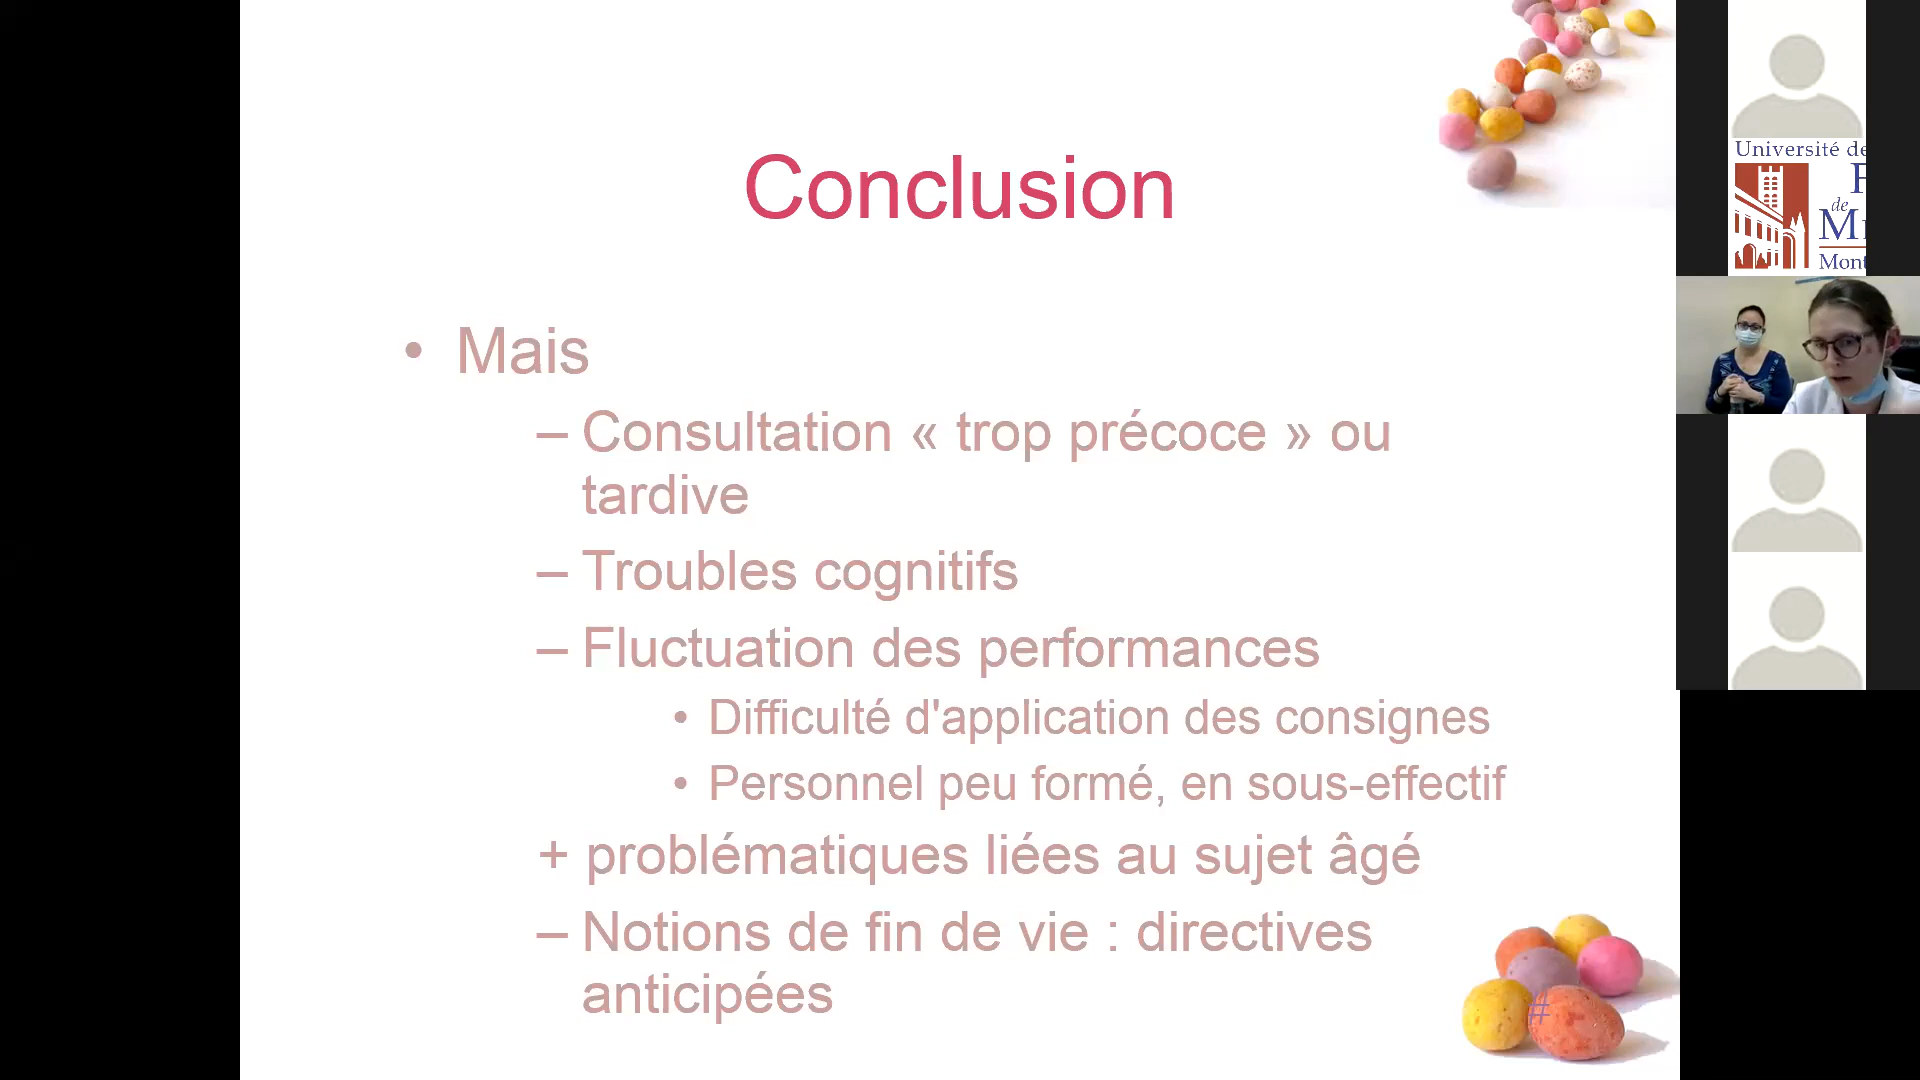 Conclusion
• Mais
– Consultation « trop précoce » ou
tardive
– Troubles cognitifs
– Fluctuation des performances
• Difficulté d'application des consignes
• Personnel peu formé, en sous-effectif
+ problématiques liées au sujet âgé
– Notions de fin de vie : directives
anticipées
#
Université de
F
de
M
Mont